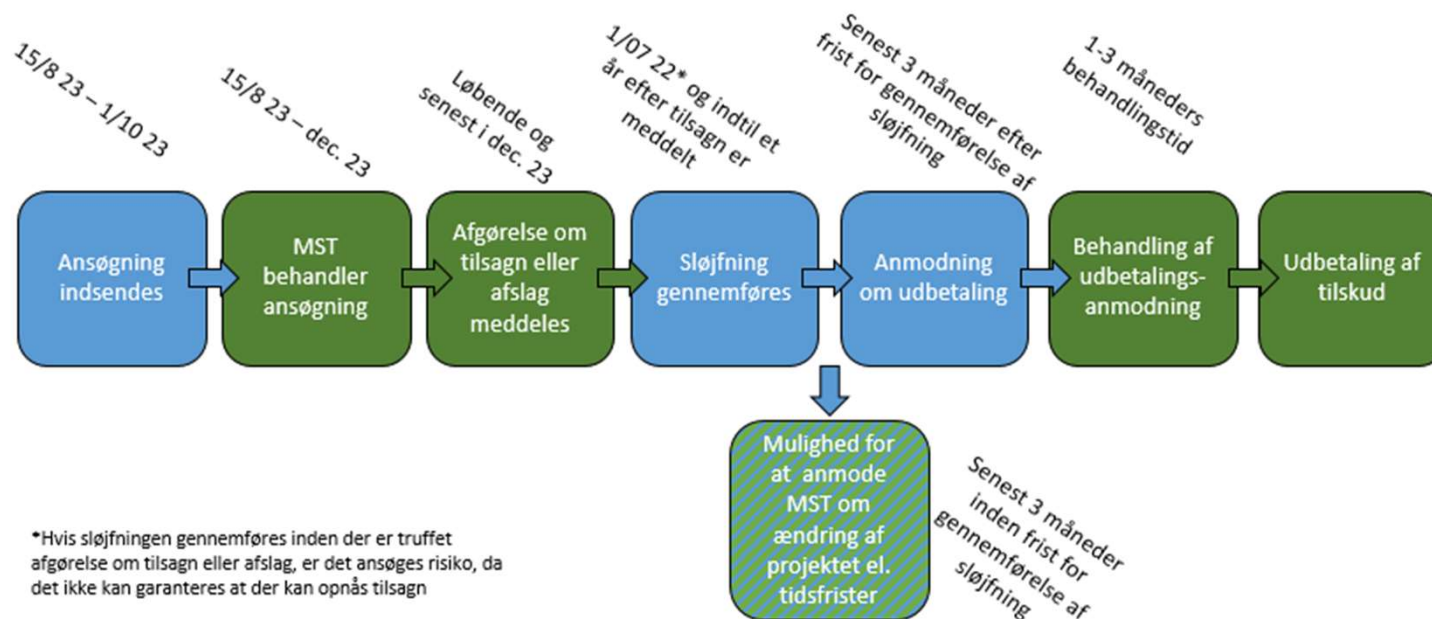 15/8 23 – 1/10 23
15/8 23 – dec. 23
Løbende og
senest i dec. 23
1/07 22* og indtil et
år efter tilsagn er
meddelt
Senest 3 måneder efter
frist for gennemførelse af
sløjfning
1-3 måneders
behandlingstid
Ansøgning
indsendes
MST
behandler
ansøgning
Afgørelse om
tilsagn eller
afslag
meddeles
Sløjfning
gennemføres
Anmodning
om udbetaling
Behandling af
udbetalings-
anmodning
Udbetaling af
tilskud
Mulighed for
at anmode
MST om
ændring af
projektet el.
tidsfrister
Senest 3 måneder
inden frist for
gennemførelse af
sløjfning
*Hvis sløjfningen gennemføres inden der er truffet
afgørelse om tilsagn eller afslag, er det ansøges risiko, da
det ikke kan garanteres at der kan opnås tilsagn